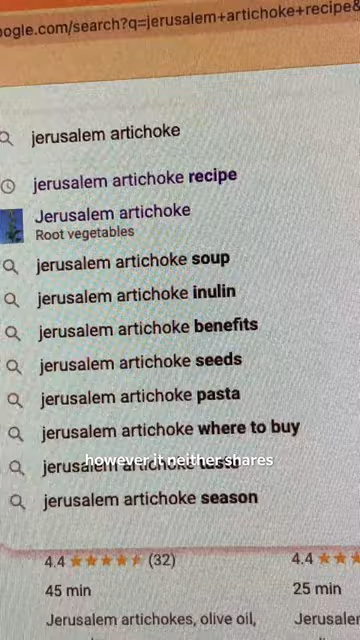 oogle.com/search?q=jerusalem+artichoke+recipe&
jerusalem artichoke
jerusalem artichoke recipe
Jerusalem artichoke
Root vegetables
jerusalem artichoke soup
jerusalem artichoke inulin
jerusalem artichoke benefits
jerusalem artichoke seeds
jerusalem artichoke pasta
jerusalem artichoke where to buy
jerusalem artichoke
however it neither shares
jerusalem artichoke season
4.4 (32)
4.4
45 min
25 min
Jerusalem artichokes, olive oil,
Jerusale